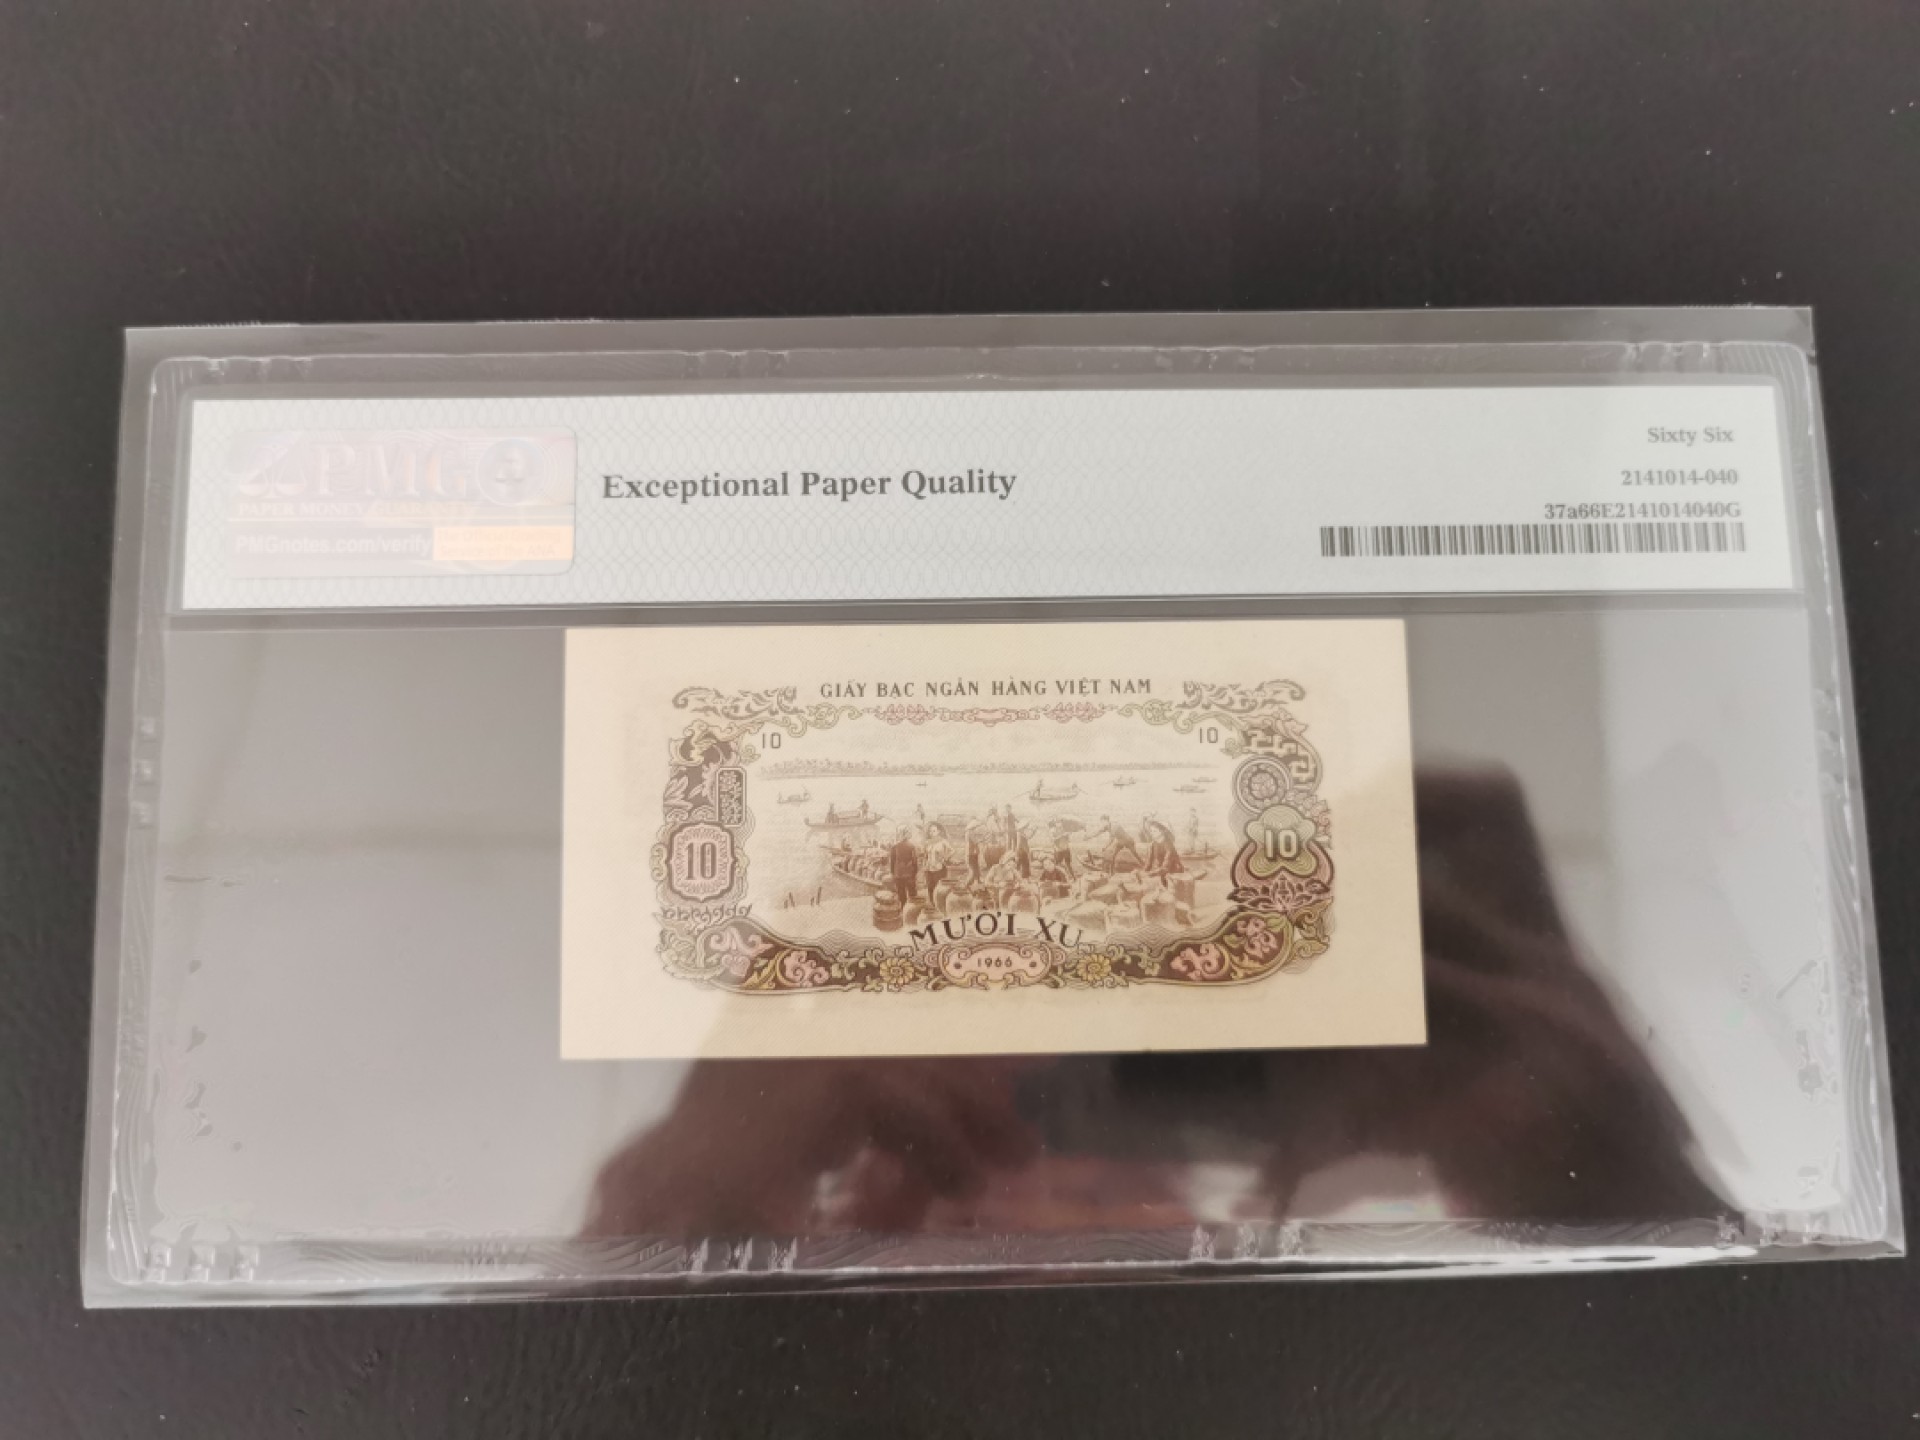 PMG
PAPER MONEY GUARANTY
PMGnotes.com/verify
Exceptional Paper Quality
Sixty Six
2141014-040
37a66E2141014040G
GIẤY BẠC NGÂN HÀNG VIỆT NAM
10
10
10
10
MƯỜI XU
1966